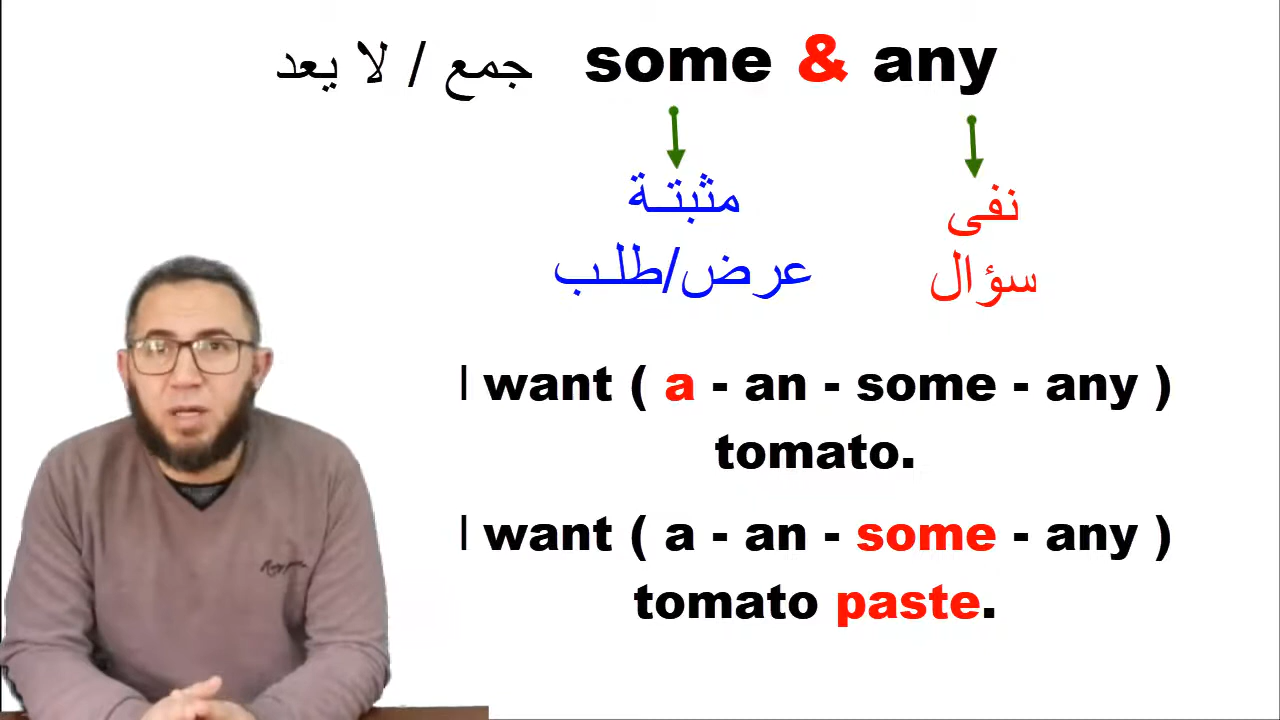 some & any جمع / لا يعد
مثبتـة نفى
عرض/طلـب سؤال
I want ( a - an - some - any )
tomato.
I want ( a - an - some - any )
tomato paste.